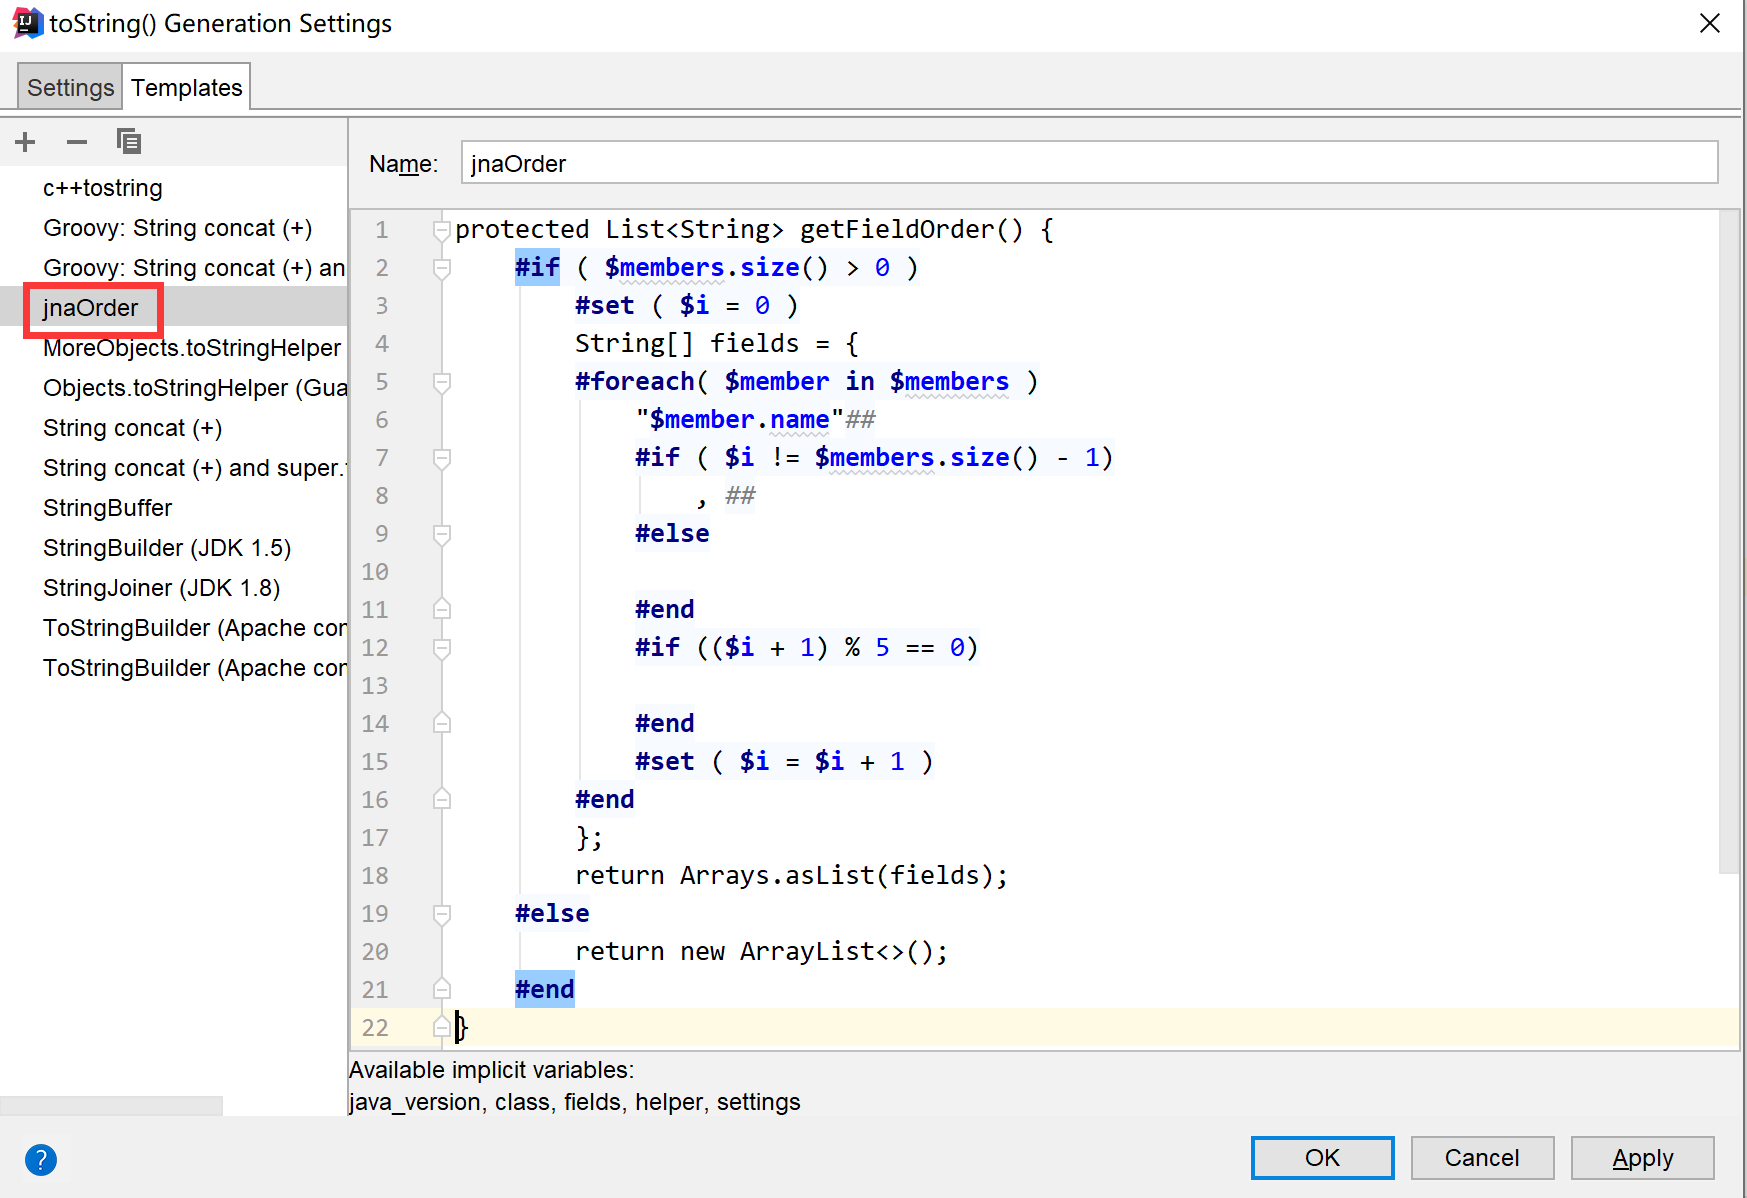 toString() Generation Settings
Settings
Templates
Name:
jnaOrder
c++tostring
Groovy: String concat (+)
Groovy: String concat (+) an
jnaOrder
MoreObjects.toStringHelper
Objects.toStringHelper (Gua
String concat (+)
String concat (+) and super.
StringBuffer
StringBuilder (JDK 1.5)
StringJoiner (JDK 1.8)
ToStringBuilder (Apache con
ToStringBuilder (Apache con
1 protected List<String> getFieldOrder() {
2     #if ( $members.size() > 0 )
3         #set ( $i = 0 )
4         String[] fields = {
5         #foreach( $member in $members )
6             "$member.name"##
7             #if ( $i != $members.size() - 1)
8                 , ##
9             #else
10
11             #end
12             #if (($i + 1) % 5 == 0)
13
14             #end
15             #set ( $i = $i + 1 )
16         #end
17         };
18         return Arrays.asList(fields);
19     #else
20         return new ArrayList<>();
21     #end
22 }
Available implicit variables:
java_version, class, fields, helper, settings
?
OK
Cancel
Apply